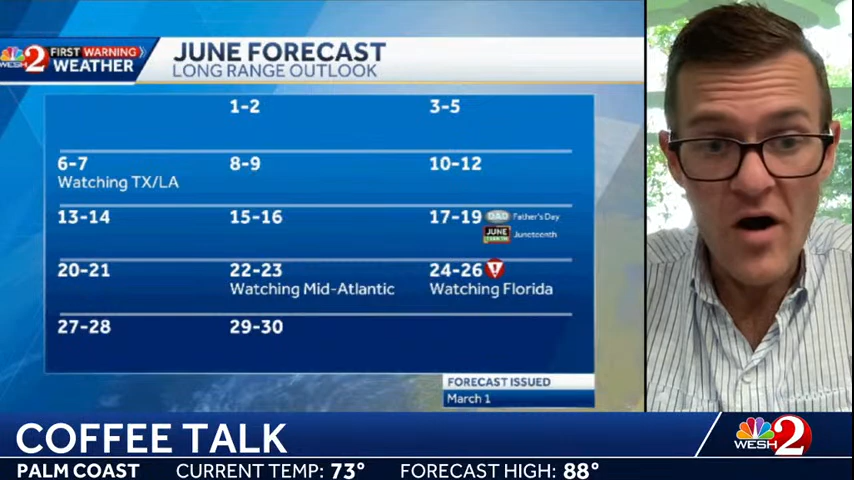 WESH 2
FIRST WARNING
WEATHER
JUNE FORECAST
LONG RANGE OUTLOOK
1-2
3-5
6-7
Watching TX/LA
8-9
10-12
13-14
15-16
17-19
DAD
Father's Day
JUNE
Juneteenth
20-21
22-23
Watching Mid-Atlantic
24-26
!
Watching Florida
27-28
29-30
FORECAST ISSUED
March 1
COFFEE TALK
WESH 2
PALM COAST CURRENT TEMP: 73° FORECAST HIGH: 88°